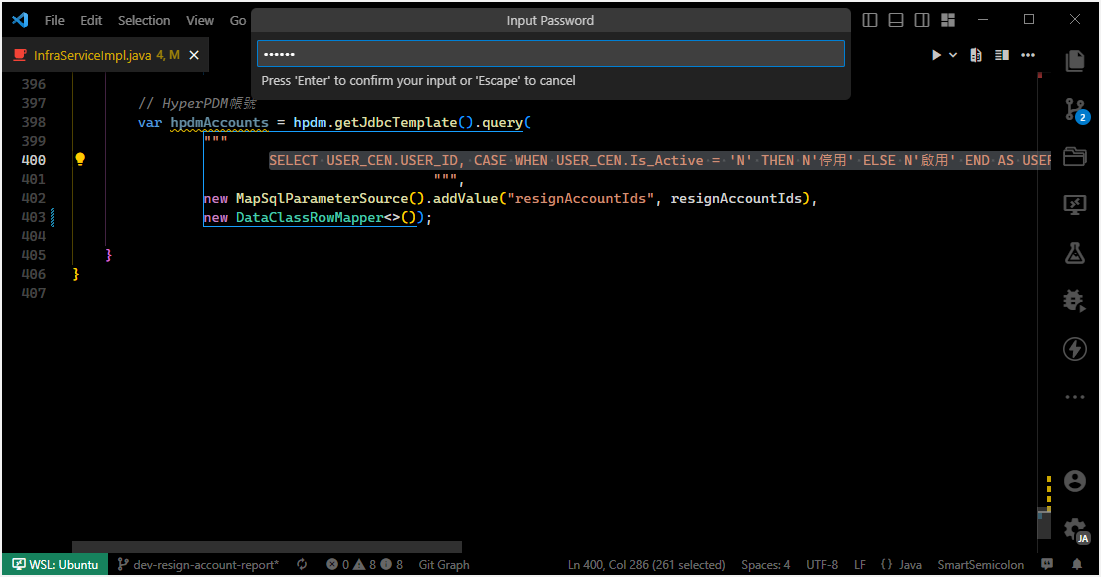 File Edit Selection View Go
Input Password
••••••
Press 'Enter' to confirm your input or 'Escape' to cancel
InfraServiceImpl.java 4, M
396
397 // HyperPDM帳號
398 var hpdmAccounts = hpdm.getJdbcTemplate().query(
399 """
400 SELECT USER_CEN.USER_ID, CASE WHEN USER_CEN.Is_Active = 'N' THEN N'停用' ELSE N'啟用' END AS USER
401 """,
402 new MapSqlParameterSource().addValue("resignAccountIds", resignAccountIds),
403 new DataClassRowMapper<>());
404
405 }
406 }
407
2
JA
WSL: Ubuntu dev-resign-account-report* 0 8 8 Git Graph Ln 400, Col 286 (261 selected) Spaces: 4 UTF-8 LF {} Java SmartSemicolon